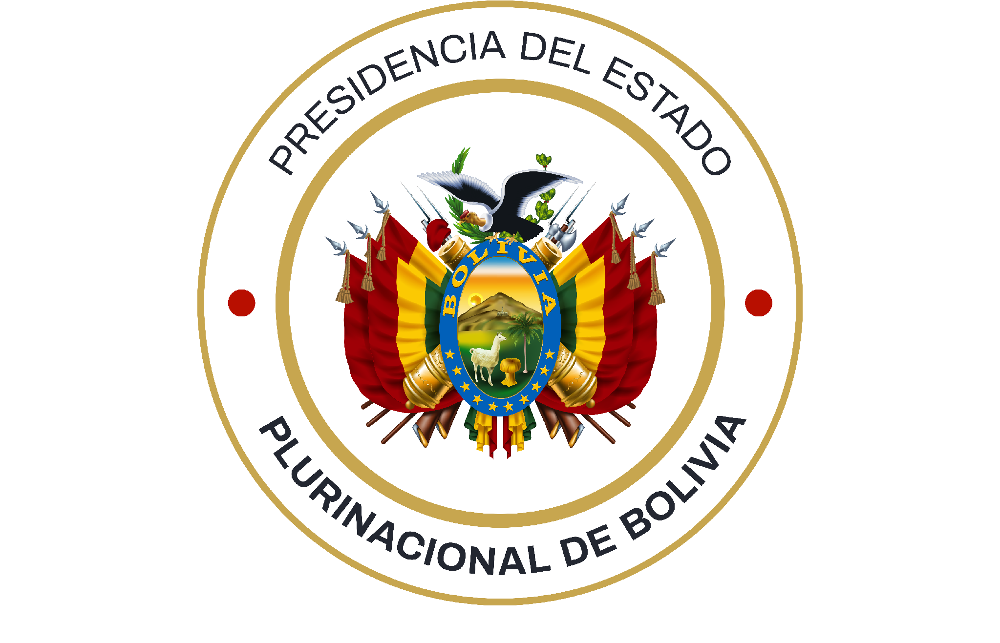 PRESIDENCIA DEL ESTADO
BOLIVIA
PLURINACIONAL DE BOLIVIA